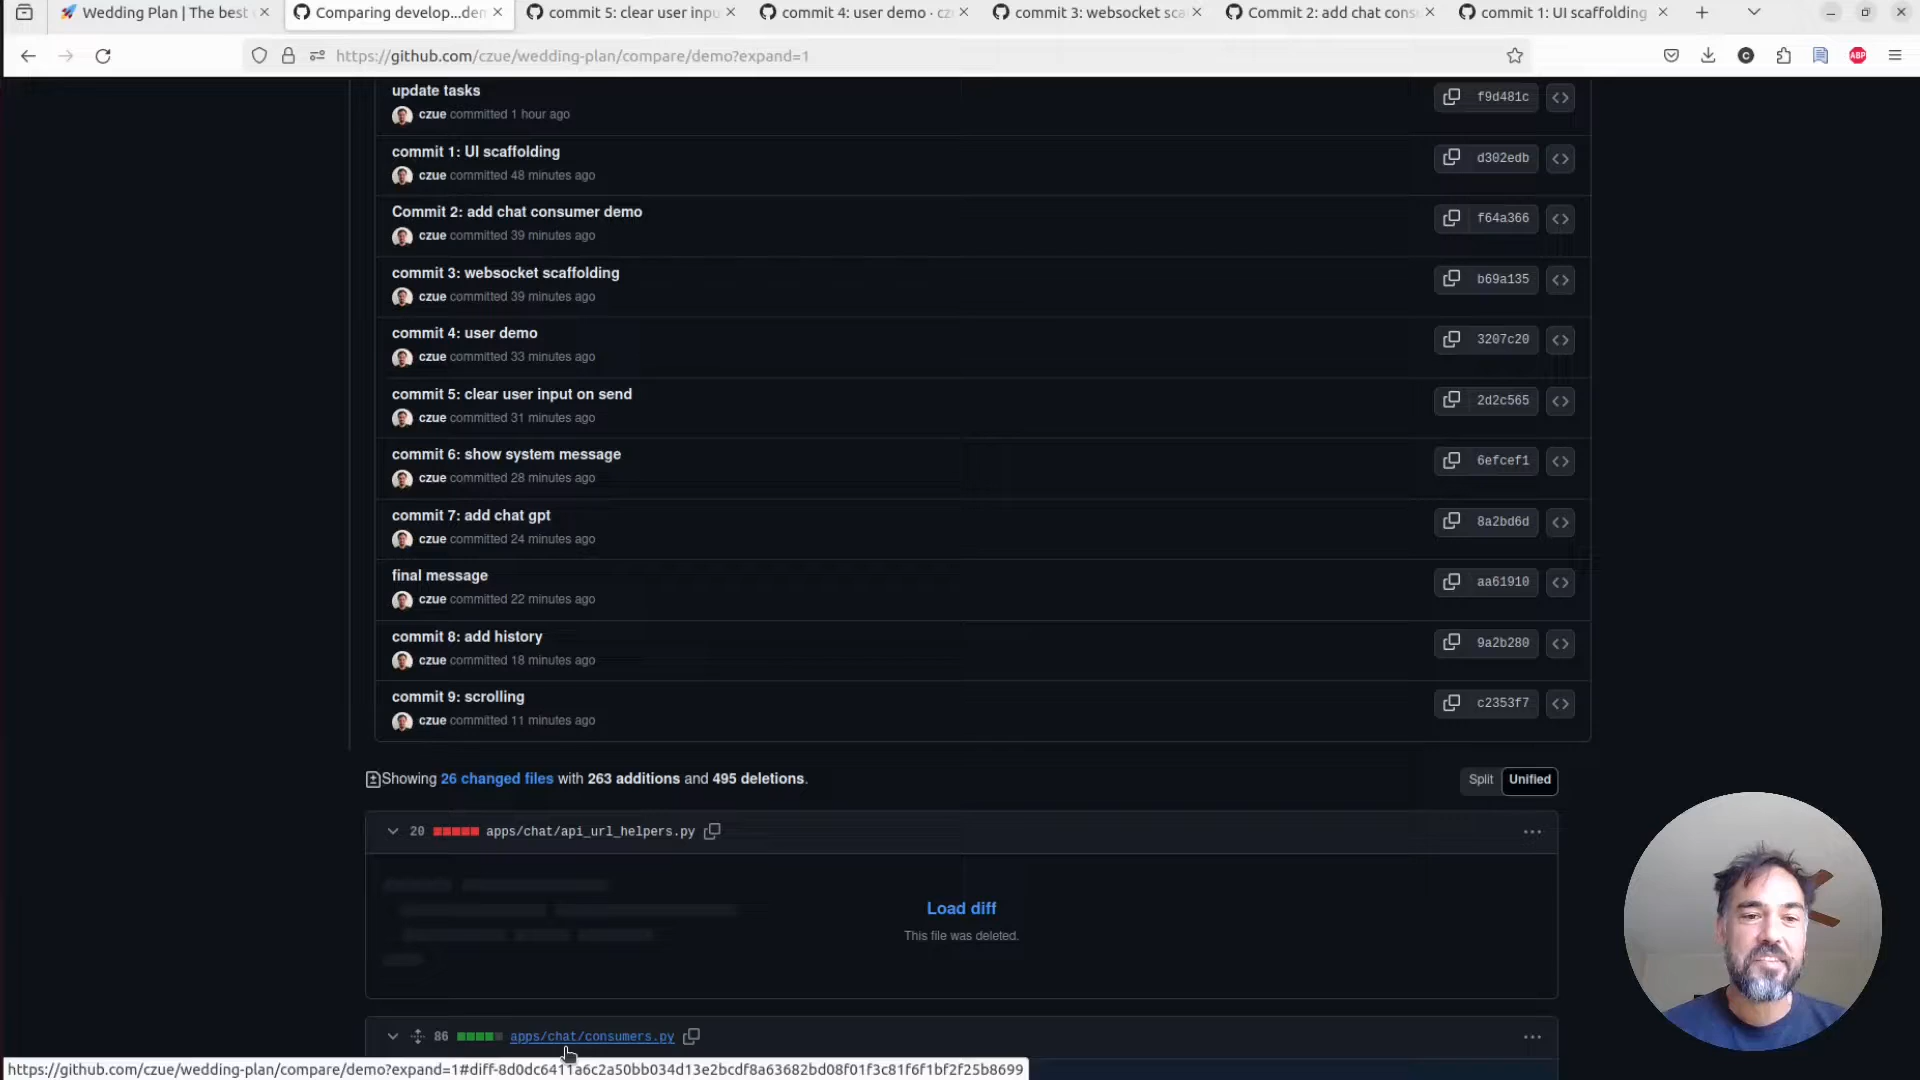 Wedding Plan | The best
Comparing develop...dem
commit 5: clear user inpu
commit 4: user demo · cz
commit 3: websocket sca
Commit 2: add chat cons
commit 1: UI scaffolding
https://github.com/czue/wedding-plan/compare/demo?expand=1
ABP
update tasks
f9d481c
czue committed 1 hour ago
commit 1: UI scaffolding
d302edb
czue committed 48 minutes ago
Commit 2: add chat consumer demo
f64a366
czue committed 39 minutes ago
commit 3: websocket scaffolding
b69a135
czue committed 39 minutes ago
commit 4: user demo
3207c20
czue committed 33 minutes ago
commit 5: clear user input on send
2d2c565
czue committed 31 minutes ago
commit 6: show system message
6efcef1
czue committed 28 minutes ago
commit 7: add chat gpt
8a2bd6d
czue committed 24 minutes ago
final message
aa61910
czue committed 22 minutes ago
commit 8: add history
9a2b280
czue committed 18 minutes ago
commit 9: scrolling
c2353f7
czue committed 11 minutes ago
Showing 26 changed files with 263 additions and 495 deletions.
Split Unified
20 apps/chat/api_url_helpers.py
Load diff
This file was deleted.
86 apps/chat/consumers.py
https://github.com/czue/wedding-plan/compare/demo?expand=1#diff-8d0dc6411a6c2a50bb034d13e2bcdf8a63682bd08f01f3c81f6f1bf2f25b8699